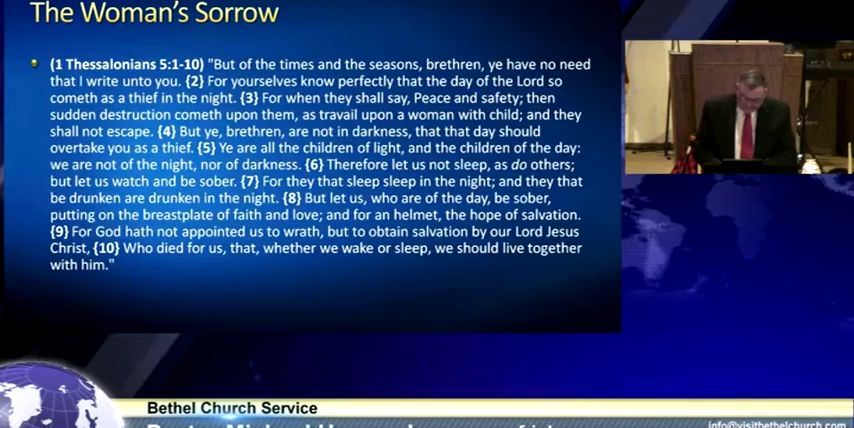 The Woman's Sorrow
(1 Thessalonians 5:1-10) "But of the times and the seasons, brethren, ye have no need
that I write unto you. {2} For yourselves know perfectly that the day of the Lord so
cometh as a thief in the night. {3} For when they shall say, Peace and safety; then
sudden destruction cometh upon them, as travail upon a woman with child; and they
shall not escape. {4} But ye, brethren, are not in darkness, that that day should
overtake you as a thief. {5} Ye are all the children of light, and the children of the day:
we are not of the night, nor of darkness. {6} Therefore let us not sleep, as do others;
but let us watch and be sober. {7} For they that sleep sleep in the night; and they that
be drunken are drunken in the night. {8} But let us, who are of the day, be sober,
putting on the breastplate of faith and love; and for an helmet, the hope of salvation.
{9} For God hath not appointed us to wrath, but to obtain salvation by our Lord Jesus
Christ, {10} Who died for us, that, whether we wake or sleep, we should live together
with him."
Bethel Church Service
info@visitbethelchurch.com